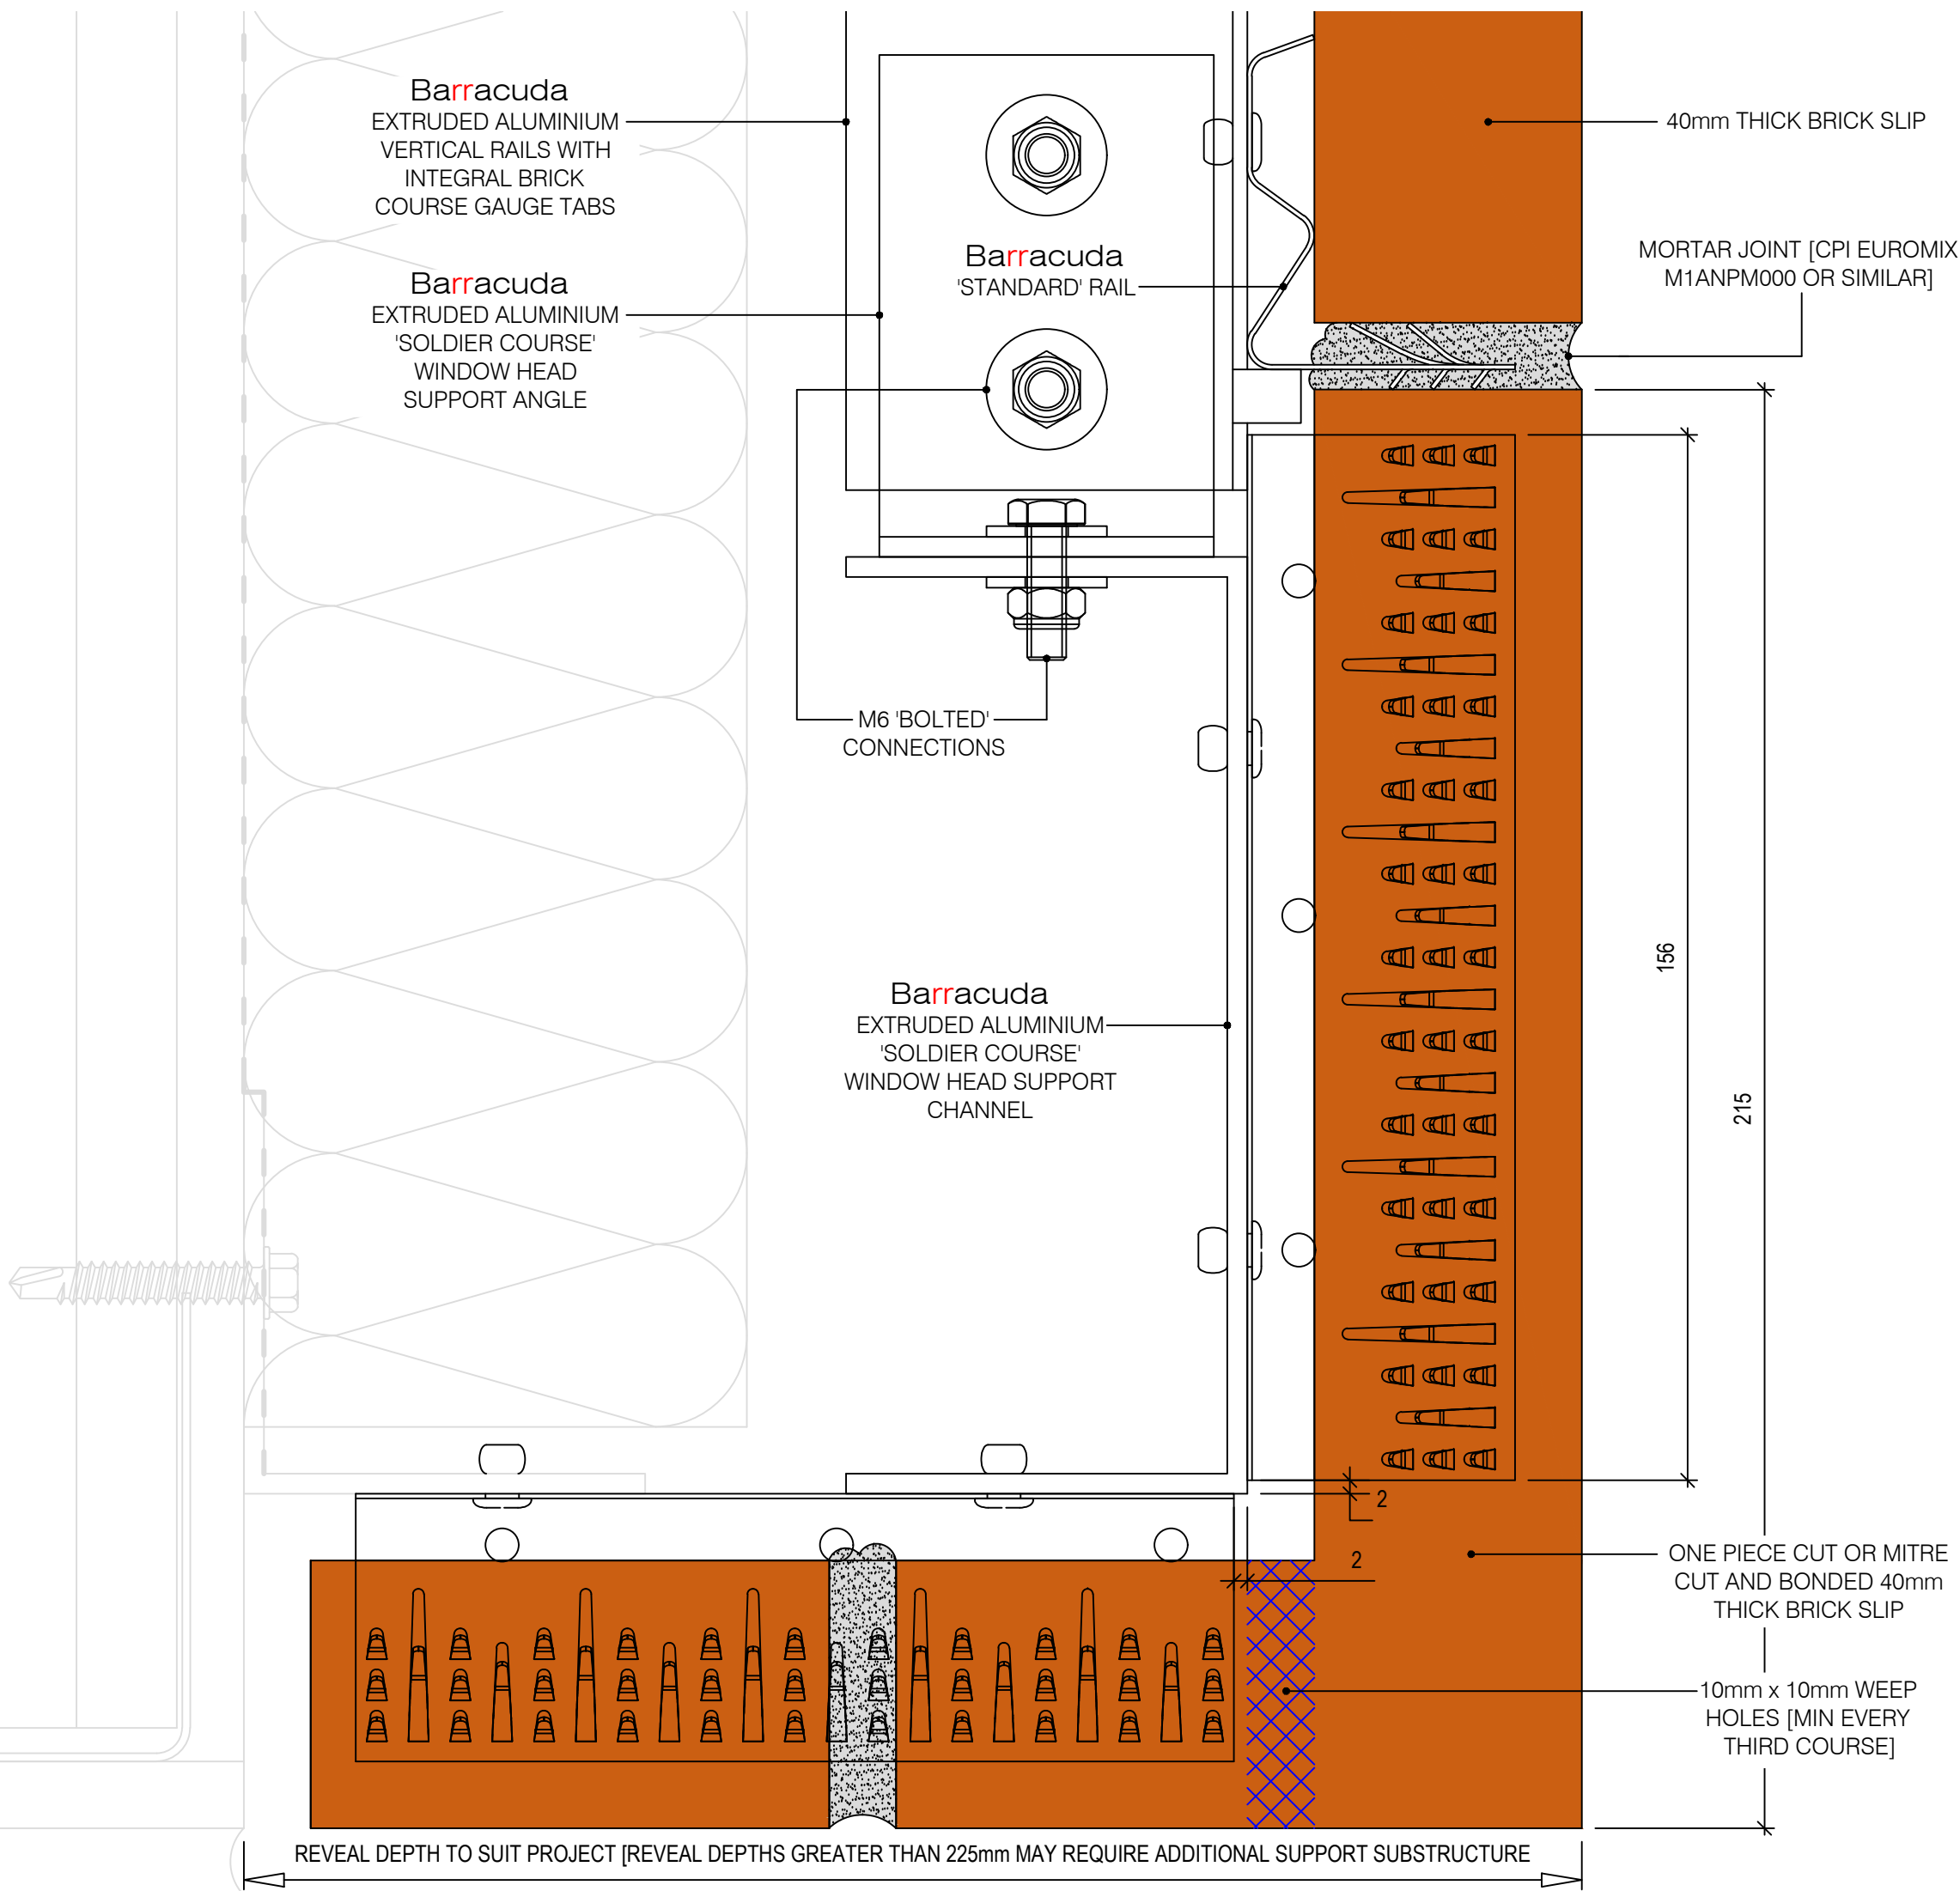 Barracuda
EXTRUDED ALUMINIUM
VERTICAL RAILS WITH
INTEGRAL BRICK
COURSE GAUGE TABS
Barracuda
EXTRUDED ALUMINIUM
'SOLDIER COURSE'
WINDOW HEAD
SUPPORT ANGLE
Barracuda
'STANDARD' RAIL
40mm THICK BRICK SLIP
MORTAR JOINT [CPI EUROMIX
M1ANPM000 OR SIMILAR]
M6 'BOLTED'
CONNECTIONS
Barracuda
EXTRUDED ALUMINIUM
'SOLDIER COURSE'
WINDOW HEAD SUPPORT
CHANNEL
156
215
2
2
ONE PIECE CUT OR MITRE
CUT AND BONDED 40mm
THICK BRICK SLIP
10mm x 10mm WEEP
HOLES [MIN EVERY
THIRD COURSE]
REVEAL DEPTH TO SUIT PROJECT [REVEAL DEPTHS GREATER THAN 225mm MAY REQUIRE ADDITIONAL SUPPORT SUBSTRUCTURE